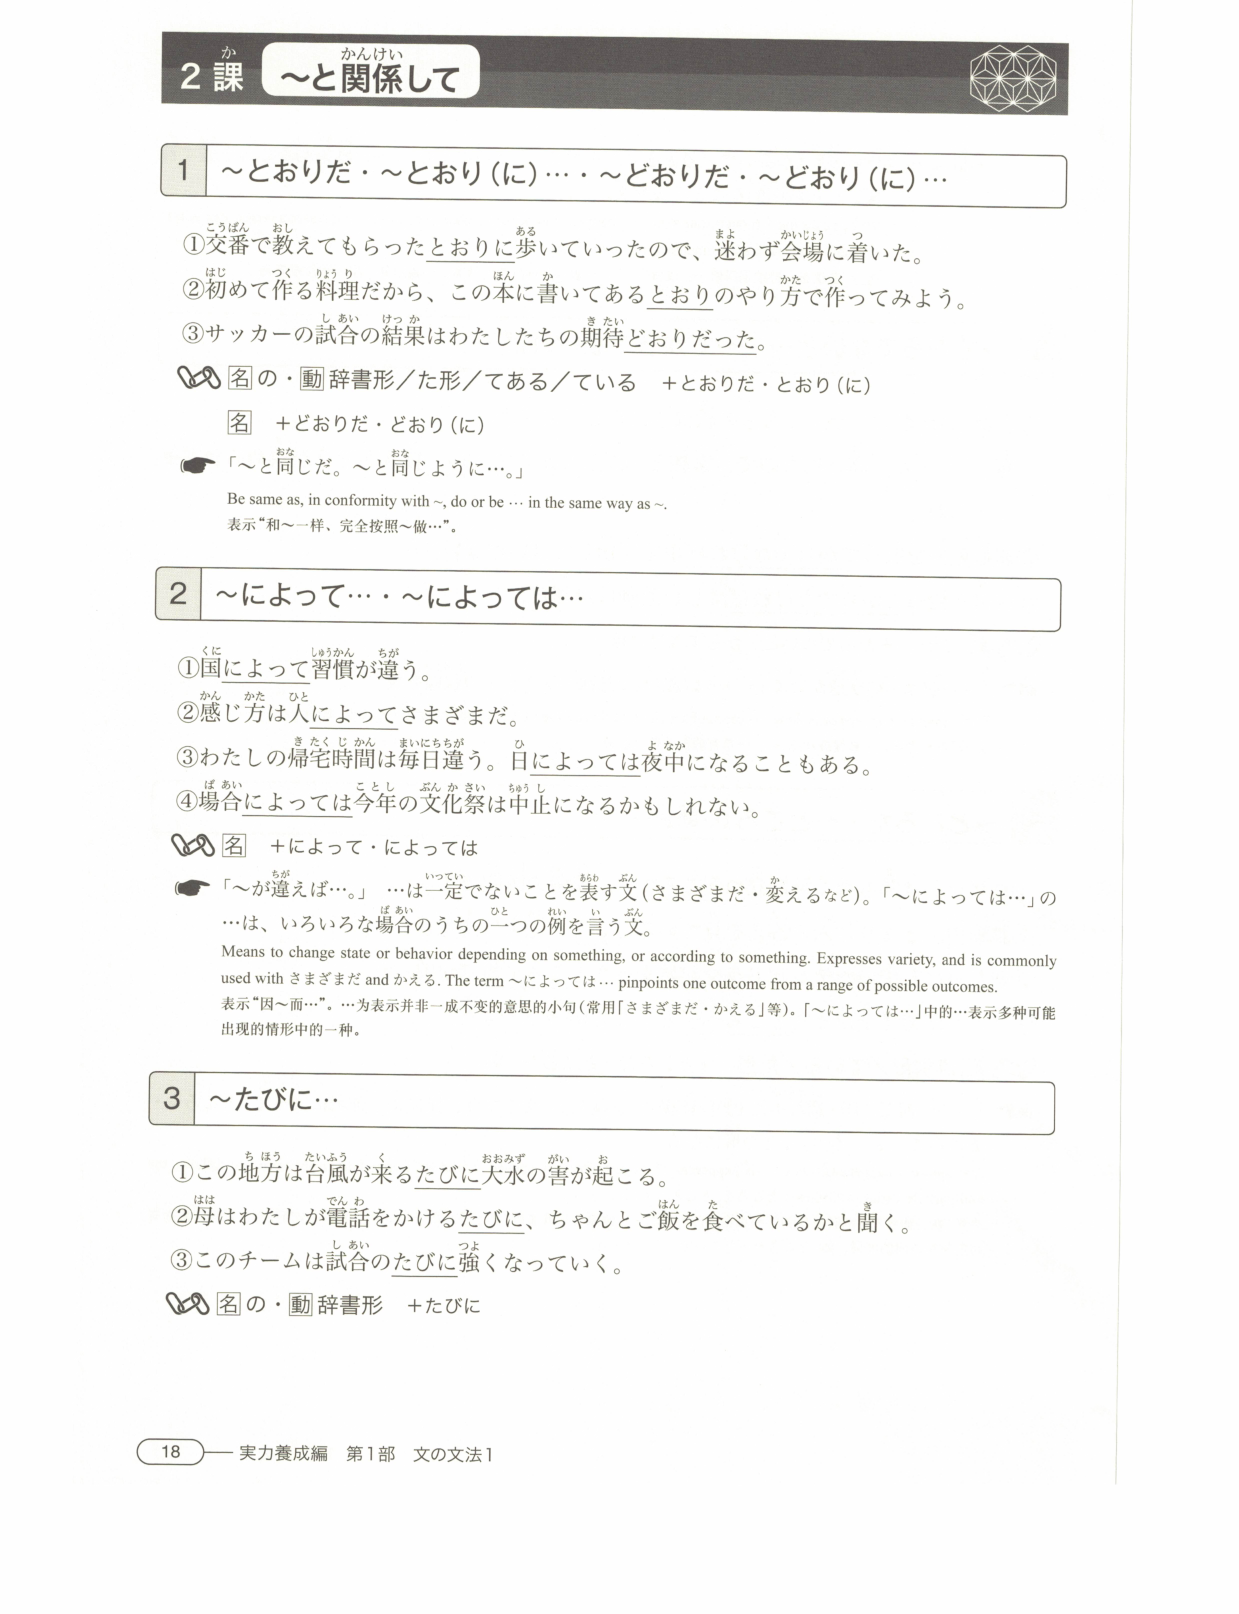 2課 ～と関係して
1 ～とおりだ・～とおり(に)…・～どおりだ・～どおり(に)…
①交番で教えてもらったとおりに歩いていったので、迷わず会場に着いた。
②初めて作る料理だから、この本に書いてあるとおりのやり方で作ってみよう。
③サッカーの試合の結果はわたしたちの期待どおりだった。
名の・動辞書形／た形／てある／ている ＋とおりだ・とおり(に)
名 ＋どおりだ・どおり(に)
「～と同じだ。～と同じように…。」
Be same as, in conformity with ~, do or be … in the same way as ~.
表示“和～一样、完全按照～做…”。
2 ～によって…・～によっては…
①国によって習慣が違う。
②感じ方は人によってさまざまだ。
③わたしの帰宅時間は毎日違う。日によっては夜中になることもある。
④場合によっては今年の文化祭は中止になるかもしれない。
名 ＋によって・によっては
「～が違えば…。」 …は一定でないことを表す文(さまざまだ・変えるなど)。「～によっては…」の
…は、いろいろな場合のうちの一つの例を言う文。
Means to change state or behavior depending on something, or according to something. Expresses variety, and is commonly
used with さまざまだ and かえる. The term ～によっては… pinpoints one outcome from a range of possible outcomes.
表示“因～而…”。…为表示并非一成不变的意思的小句(常用「さまざまだ・かえる」等)。「～によっては…」中的…表示多种可能
出现的情形中的一种。
3 ～たびに…
①この地方は台風が来るたびに大水の害が起こる。
②母はわたしが電話をかけるたびに、ちゃんとご飯を食べているかと聞く。
③このチームは試合のたびに強くなっていく。
名の・動辞書形 ＋たびに
18 実力養成編 第1部 文の文法1